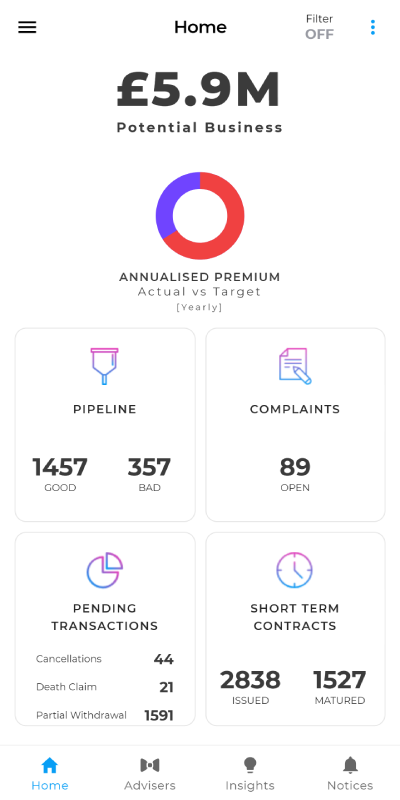 Home
Filter
OFF
£5.9M
Potential Business
ANNUALISED PREMIUM
Actual vs Target
[Yearly]
PIPELINE
1457 357
GOOD BAD
COMPLAINTS
89
OPEN
PENDING
TRANSACTIONS
Cancellations 44
Death Claim 21
Partial Withdrawal 1591
SHORT TERM
CONTRACTS
2838 1527
ISSUED MATURED
Home Advisers Insights Notices